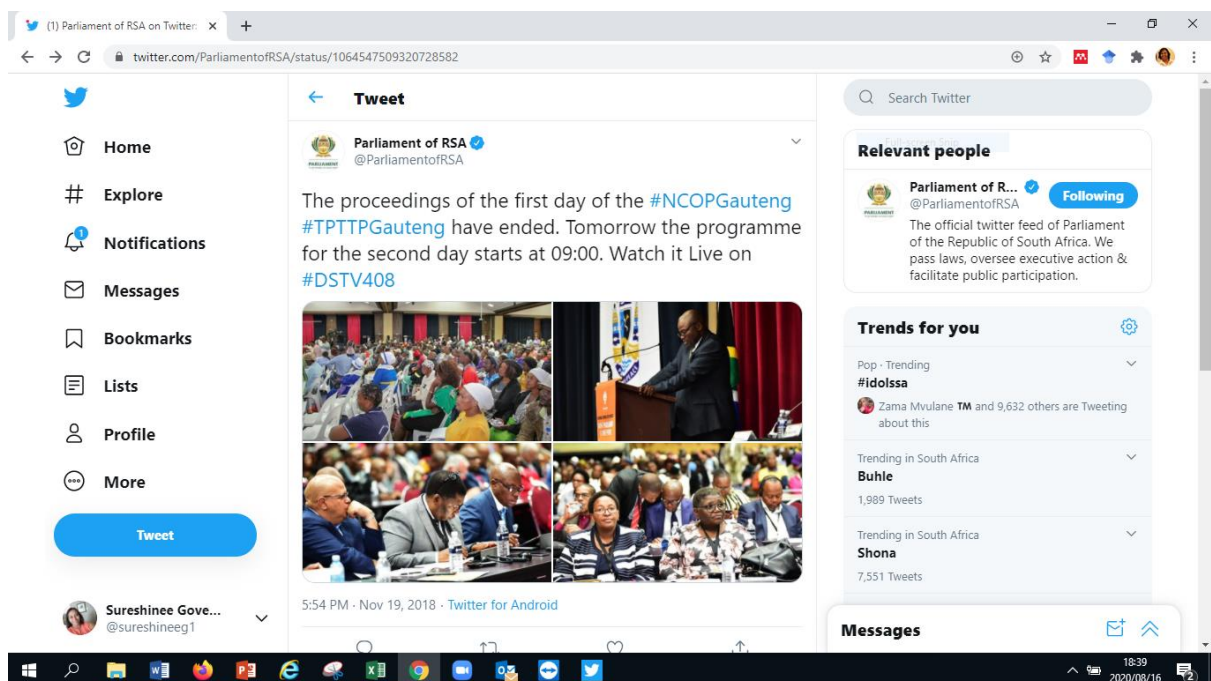 (1) Parliament of RSA on Twitter:
twitter.com/ParliamentofRSA/status/1064547509320728582
Home
Explore
1
Notifications
Messages
Bookmarks
Lists
Profile
More
Tweet
Sureshinee Gove...
@sureshineeg1
Tweet
Parliament of RSA
@ParliamentofRSA
The proceedings of the first day of the #NCOPGauteng
#TPTTPGauteng have ended. Tomorrow the programme
for the second day starts at 09:00. Watch it Live on
#DSTV408
5:54 PM · Nov 19, 2018 · Twitter for Android
Search Twitter
Relevant people
Parliament of R...
@ParliamentofRSA
Following
The official twitter feed of Parliament
of the Republic of South Africa. We
pass laws, oversee executive action &
facilitate public participation.
Trends for you
Pop · Trending
#idolssa
Zama Mvulane TM and 9,632 others are Tweeting
about this
Trending in South Africa
Buhle
1,989 Tweets
Trending in South Africa
Shona
7,551 Tweets
Messages
18:39
2020/08/16
2